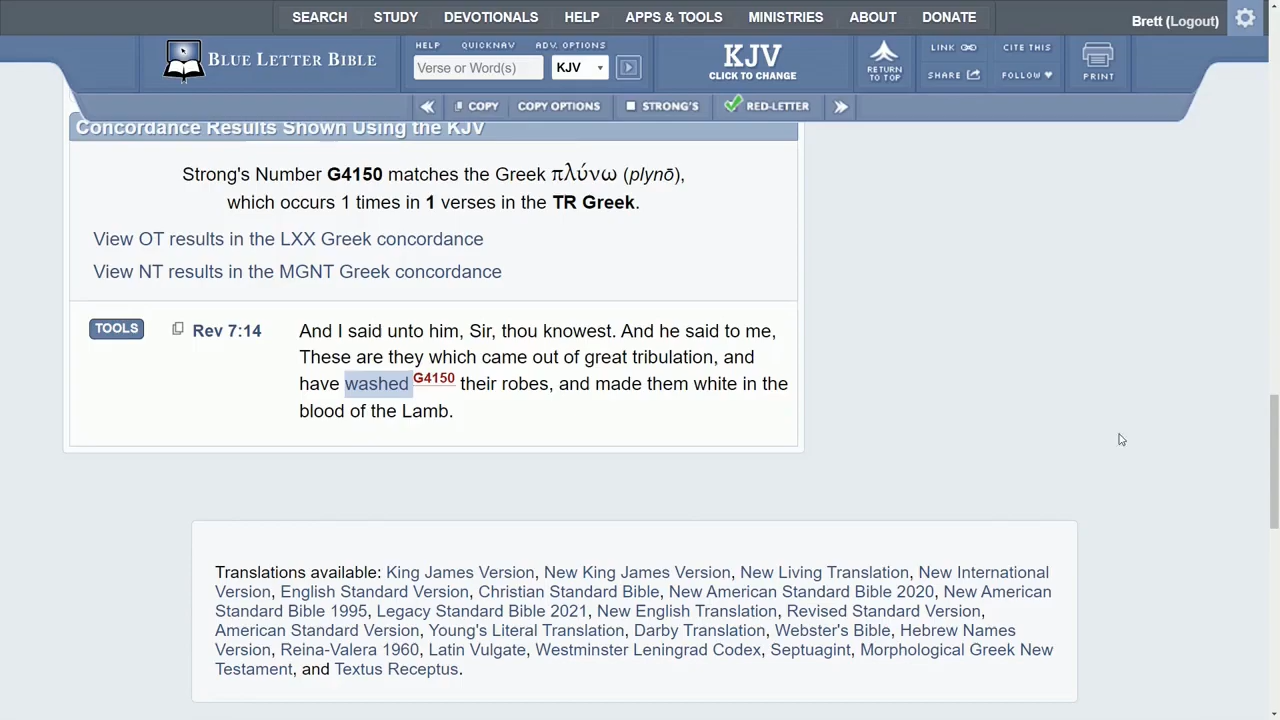 SEARCH STUDY DEVOTIONALS HELP APPS & TOOLS MINISTRIES ABOUT DONATE Brett (Logout)
BLUE LETTER BIBLE
HELP QUICKNAV ADV. OPTIONS
Verse or Word(s) KJV
KJV
CLICK TO CHANGE
RETURN
TO TOP
LINK CITE THIS
SHARE FOLLOW
PRINT
COPY COPY OPTIONS STRONG'S RED-LETTER
Concordance Results Shown Using the KJV
Strong's Number G4150 matches the Greek πλύνω (plynō),
which occurs 1 times in 1 verses in the TR Greek.
View OT results in the LXX Greek concordance
View NT results in the MGNT Greek concordance
TOOLS Rev 7:14 And I said unto him, Sir, thou knowest. And he said to me,
These are they which came out of great tribulation, and
have washed G4150 their robes, and made them white in the
blood of the Lamb.
Translations available: King James Version, New King James Version, New Living Translation, New International
Version, English Standard Version, Christian Standard Bible, New American Standard Bible 2020, New American
Standard Bible 1995, Legacy Standard Bible 2021, New English Translation, Revised Standard Version,
American Standard Version, Young's Literal Translation, Darby Translation, Webster's Bible, Hebrew Names
Version, Reina-Valera 1960, Latin Vulgate, Westminster Leningrad Codex, Septuagint, Morphological Greek New
Testament, and Textus Receptus.